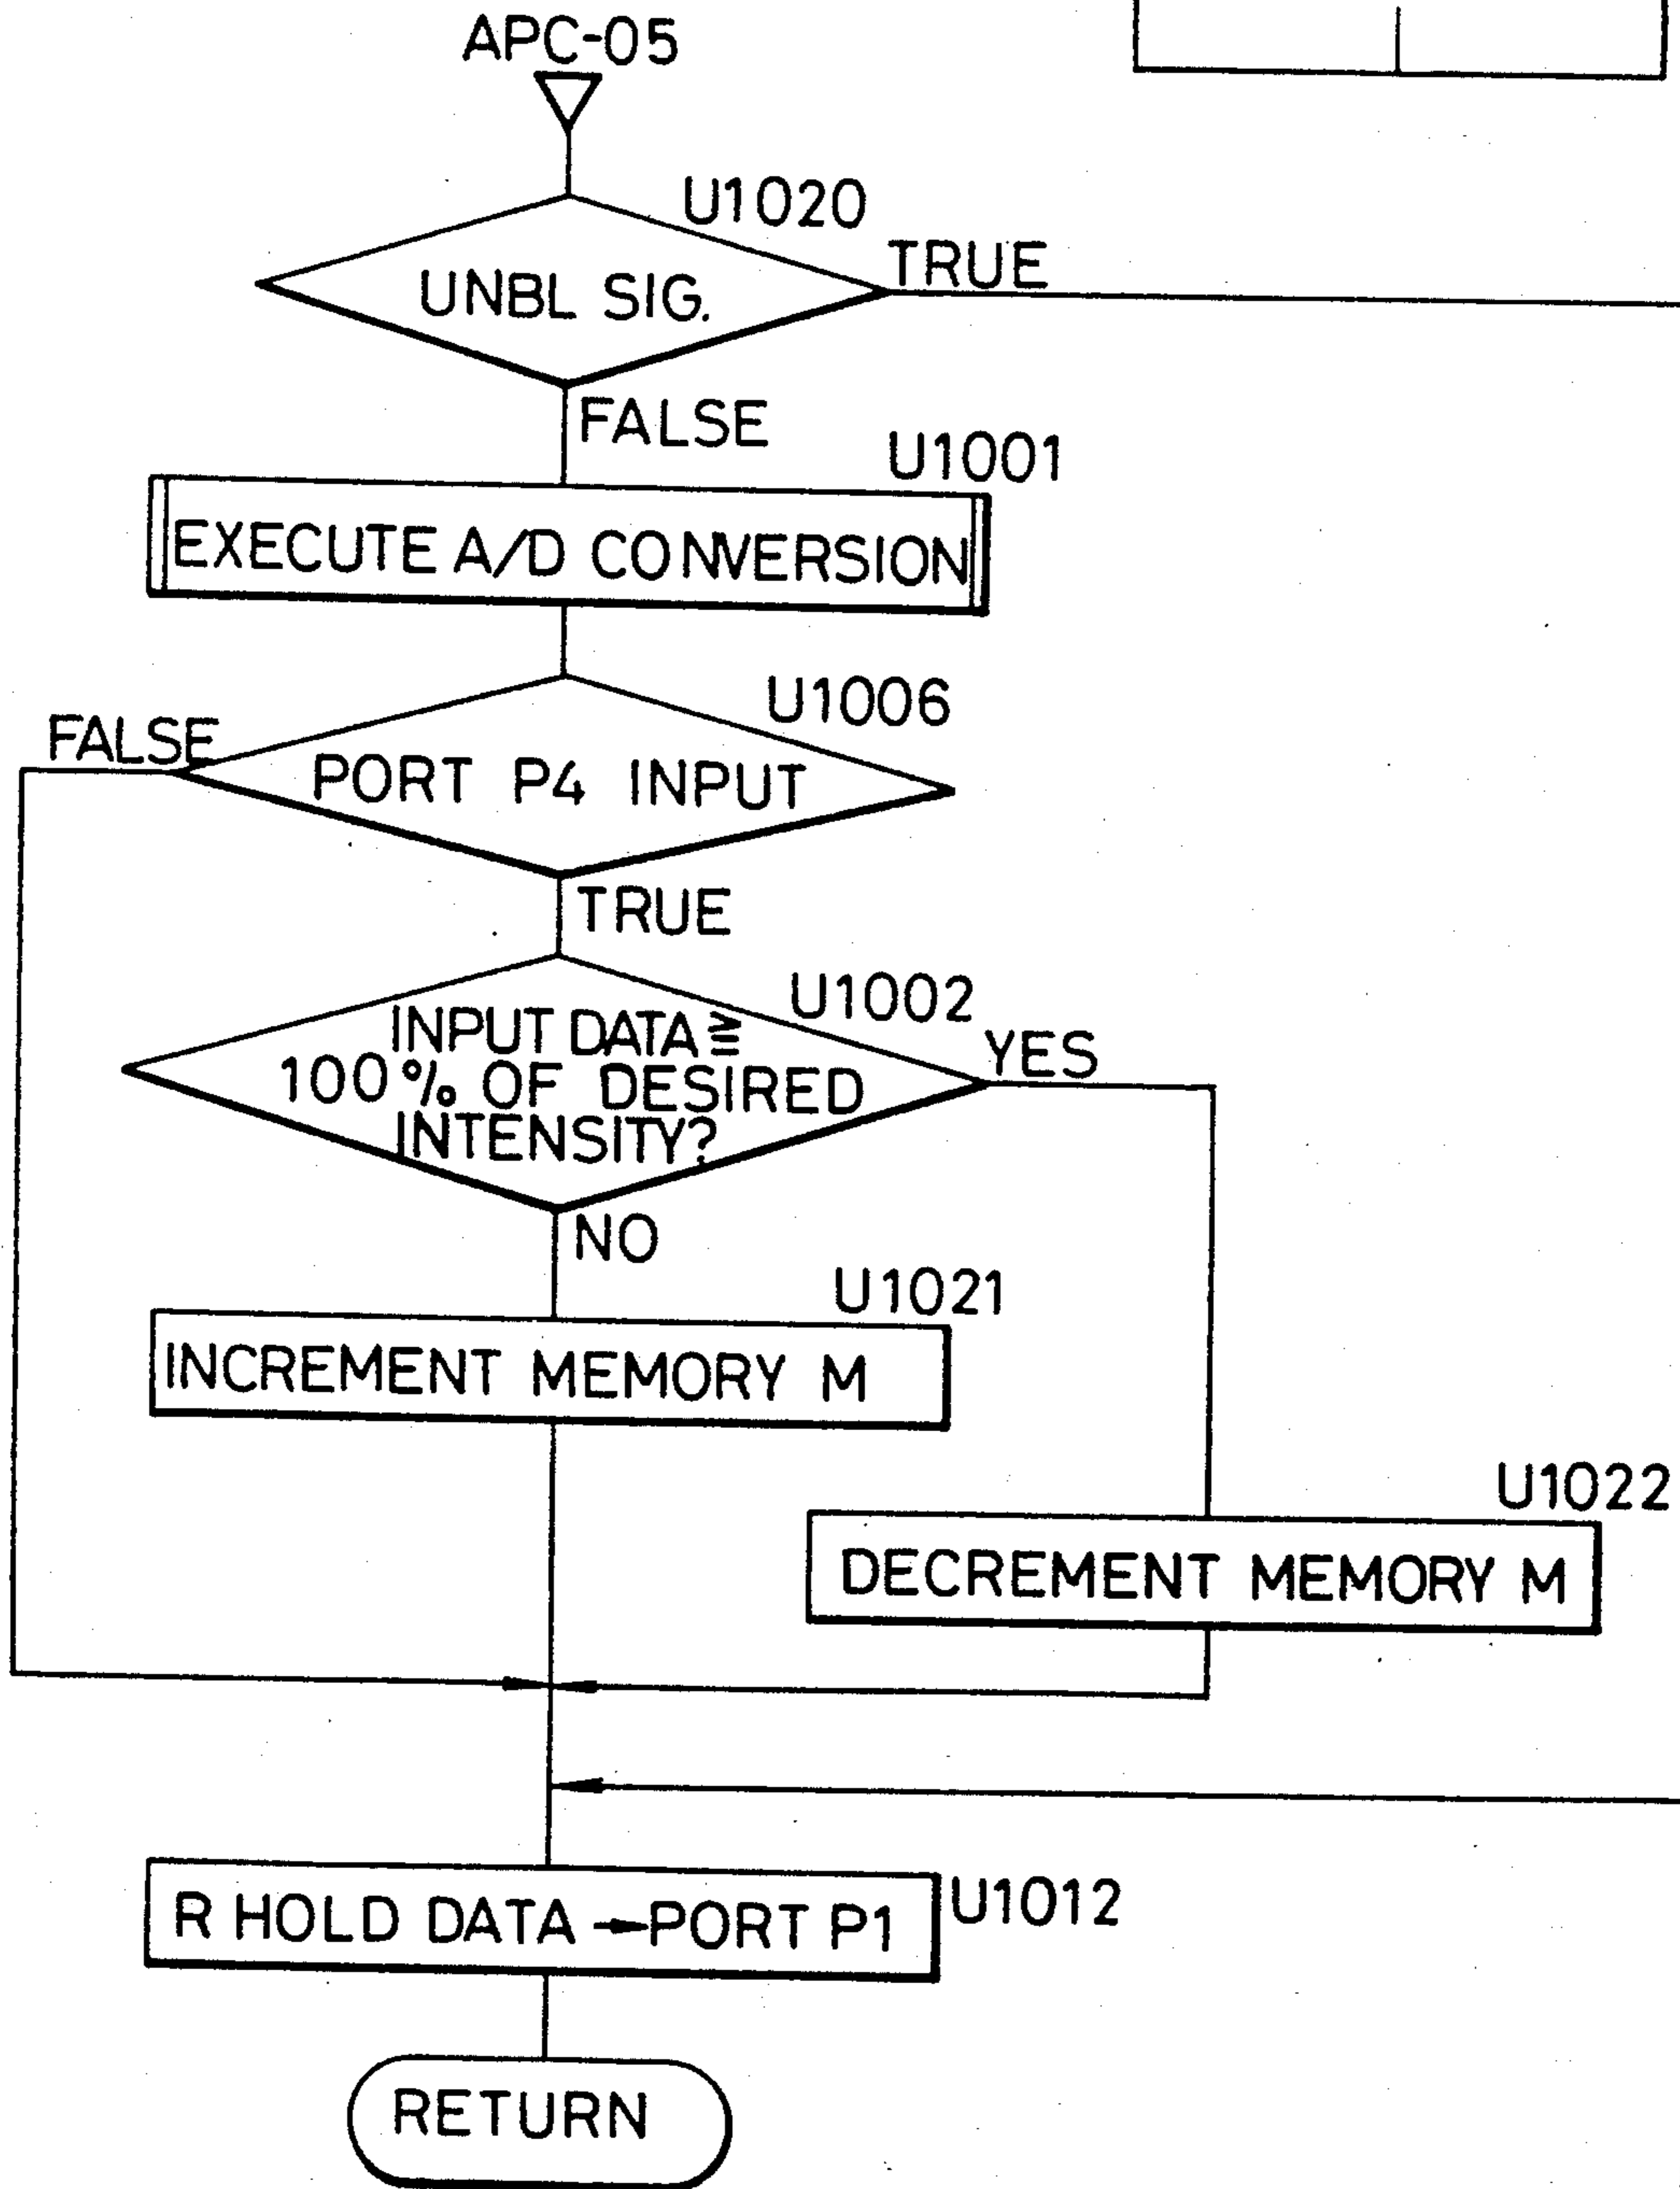 APC-05
U1020
UNBL SIG.
TRUE
FALSE
U1001
EXECUTE A/D CONVERSION
U1006
FALSE
PORT P4 INPUT
TRUE
U1002
INPUT DATA ≧
100% OF DESIRED
INTENSITY?
YES
NO
U1021
INCREMENT MEMORY M
U1022
DECREMENT MEMORY M
R HOLD DATA → PORT P1
U1012
RETURN